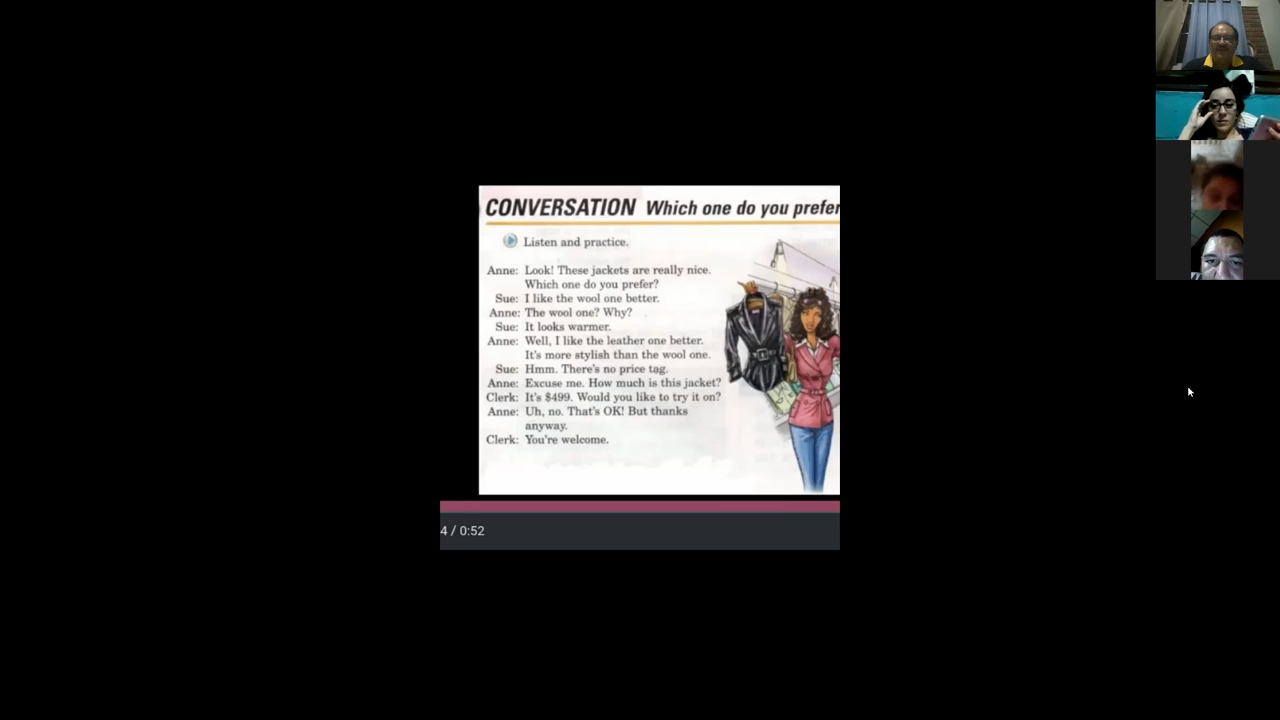 CONVERSATION Which one do you prefer
Listen and practice.
Anne: Look! These jackets are really nice.
Which one do you prefer?
Sue: I like the wool one better.
Anne: The wool one? Why?
Sue: It looks warmer.
Anne: Well, I like the leather one better.
It's more stylish than the wool one.
Sue: Hmm. There's no price tag.
Anne: Excuse me. How much is this jacket?
Clerk: It's $499. Would you like to try it on?
Anne: Uh, no. That's OK! But thanks
anyway.
Clerk: You're welcome.
4 / 0:52